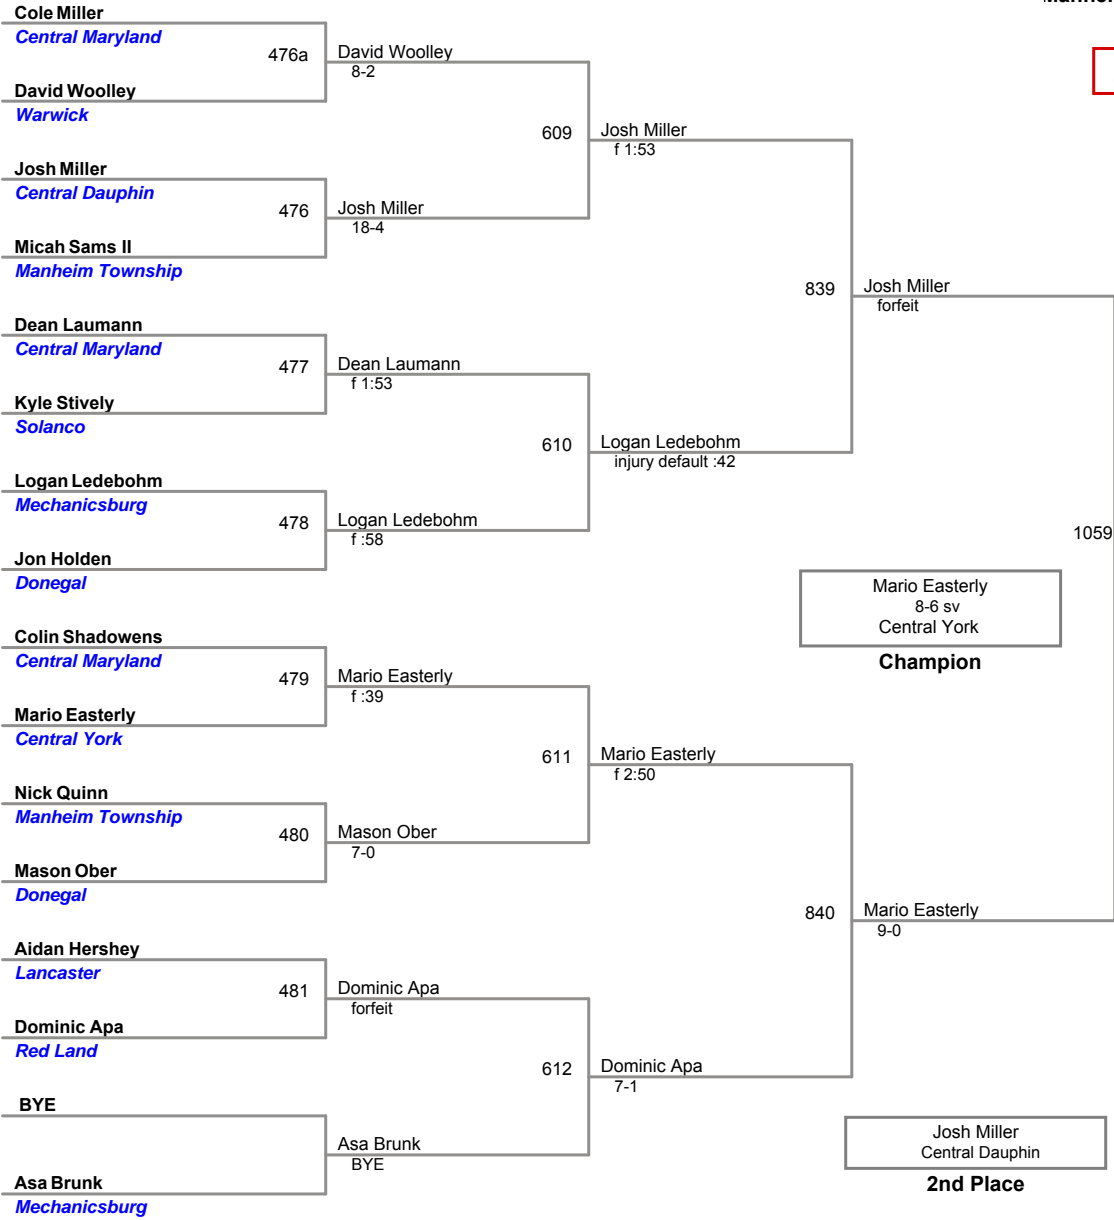 Cole Miller
Central Maryland
476a
David Woolley
8-2
David Woolley
Warwick
609
Josh Miller
f 1:53
Josh Miller
Central Dauphin
476
Josh Miller
18-4
Micah Sams II
Manheim Township
839
Josh Miller
forfeit
Dean Laumann
Central Maryland
477
Dean Laumann
f 1:53
Kyle Stively
Solanco
610
Logan Ledebohm
injury default :42
Logan Ledebohm
Mechanicsburg
478
Logan Ledebohm
f :58
Jon Holden
Donegal
1059
Mario Easterly
8-6 sv
Central York
Champion
Colin Shadowens
Central Maryland
479
Mario Easterly
f :39
Mario Easterly
Central York
611
Mario Easterly
f 2:50
Nick Quinn
Manheim Township
480
Mason Ober
7-0
Mason Ober
Donegal
840
Mario Easterly
9-0
Aidan Hershey
Lancaster
481
Dominic Apa
forfeit
Dominic Apa
Red Land
612
Dominic Apa
7-1
BYE
Asa Brunk
BYE
Asa Brunk
Mechanicsburg
Josh Miller
Central Dauphin
2nd Place